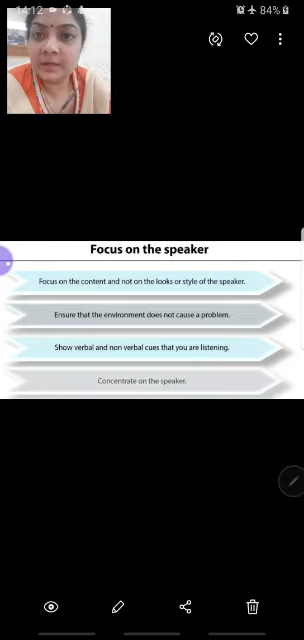 14:12
84%
Focus on the speaker
Focus on the content and not on the looks or style of the speaker.
Ensure that the environment does not cause a problem.
Show verbal and non verbal cues that you are listening.
Concentrate on the speaker.